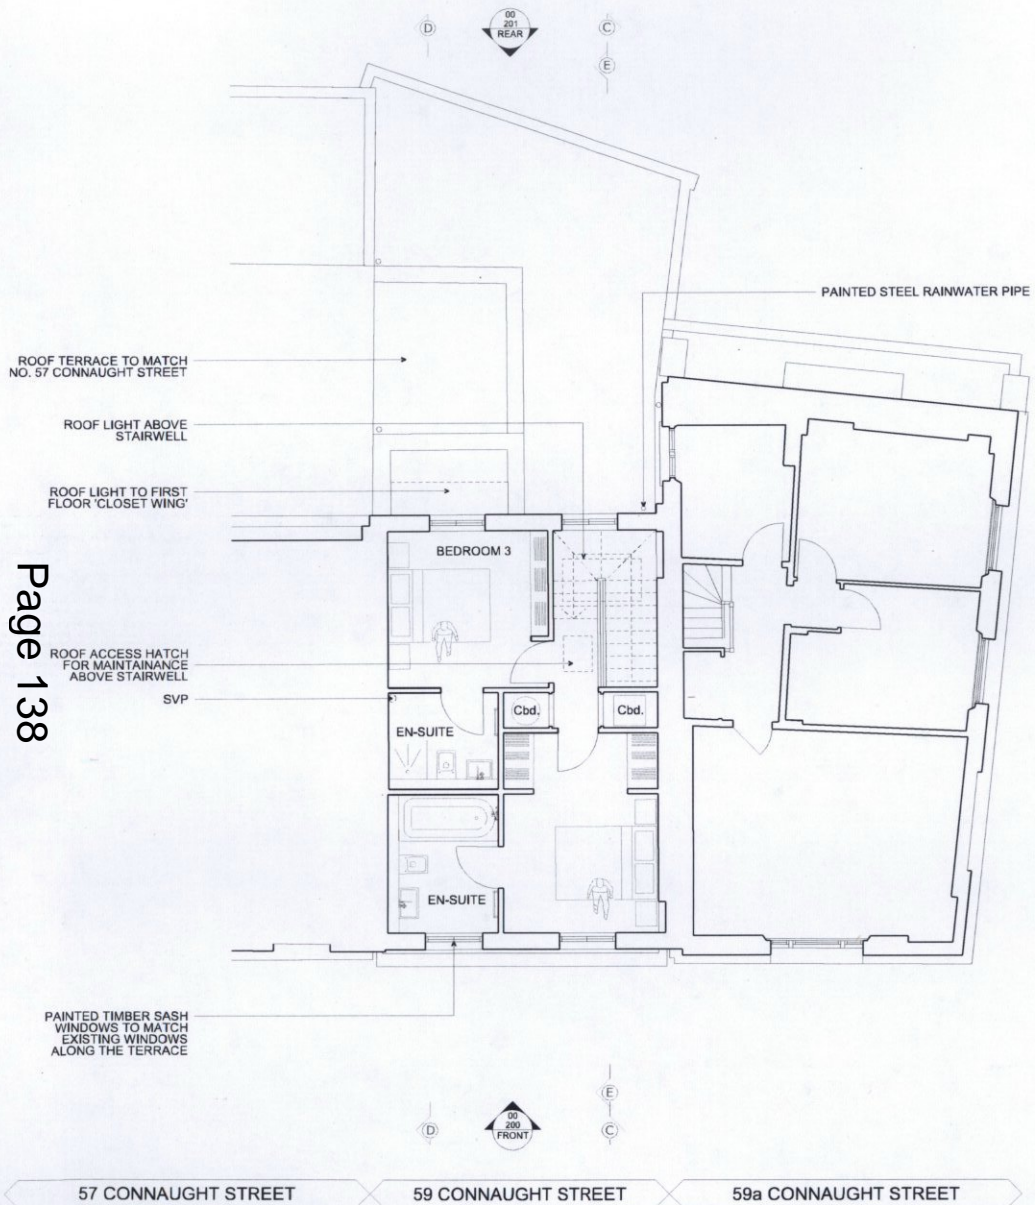 D
00
201
REAR
C
E
PAINTED STEEL RAINWATER PIPE
ROOF TERRACE TO MATCH
NO. 57 CONNAUGHT STREET
ROOF LIGHT ABOVE
STAIRWELL
ROOF LIGHT TO FIRST
FLOOR 'CLOSET WING'
BEDROOM 3
Page 138
ROOF ACCESS HATCH
FOR MAINTAINANCE
ABOVE STAIRWELL
SVP
Cbd.
Cbd.
EN-SUITE
EN-SUITE
PAINTED TIMBER SASH
WINDOWS TO MATCH
EXISTING WINDOWS
ALONG THE TERRACE
E
D
00
200
FRONT
C
57 CONNAUGHT STREET
59 CONNAUGHT STREET
59a CONNAUGHT STREET